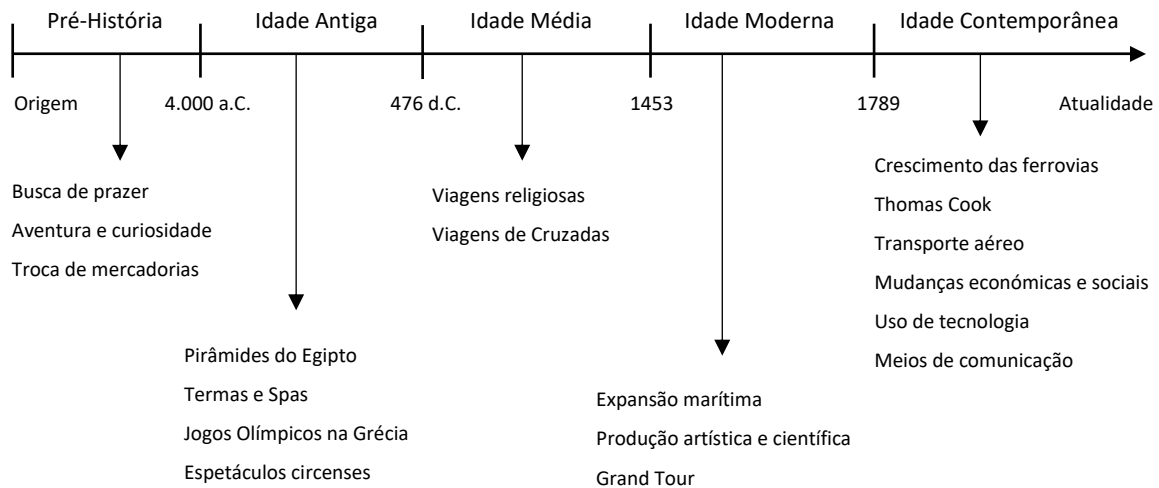 Pré-História Idade Antiga Idade Média Idade Moderna Idade Contemporânea
Origem 4.000 a.C. 476 d.C. 1453 1789 Atualidade
Busca de prazer
Aventura e curiosidade
Troca de mercadorias
Pirâmides do Egipto
Termas e Spas
Jogos Olímpicos na Grécia
Espetáculos circenses
Viagens religiosas
Viagens de Cruzadas
Expansão marítima
Produção artística e científica
Grand Tour
Crescimento das ferrovias
Thomas Cook
Transporte aéreo
Mudanças económicas e sociais
Uso de tecnologia
Meios de comunicação